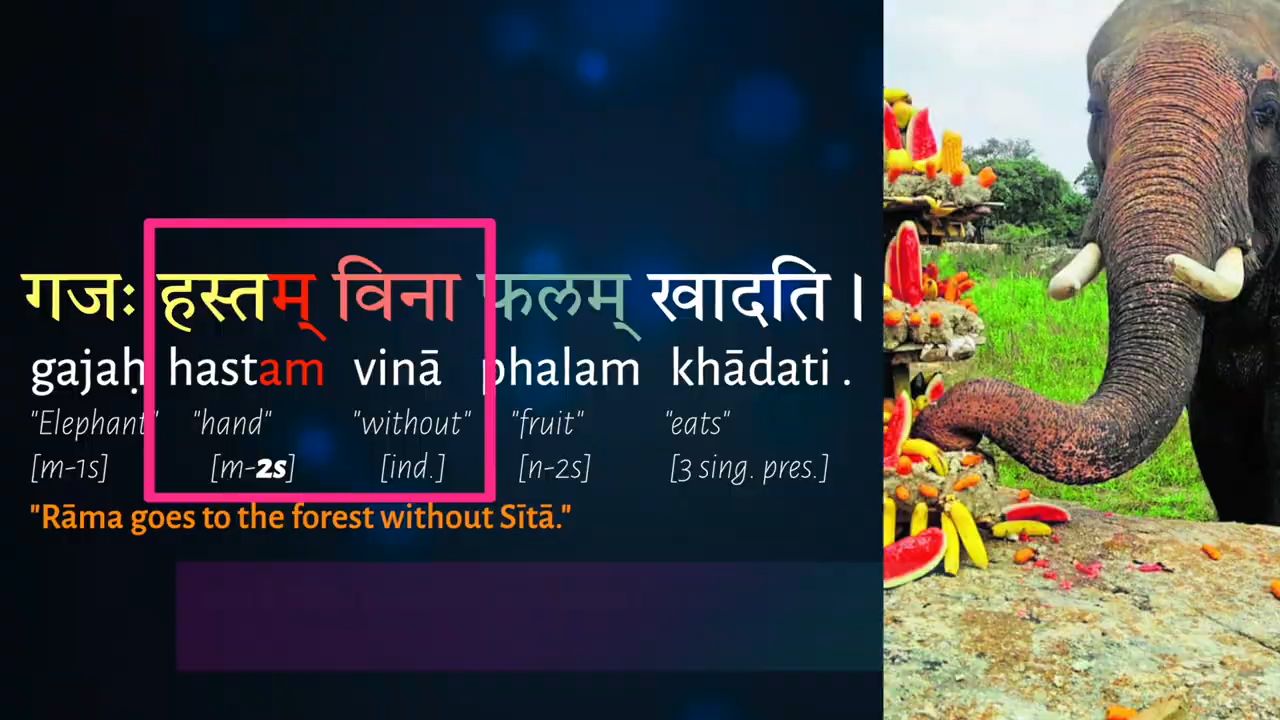 गजः हस्तम् विना फलम् खादति ।
gajaḥ hastam vinā phalam khādati .
"Elephant" "hand" "without" "fruit" "eats"
[m-1s] [m-2s] [ind.] [n-2s] [3 sing. pres.]
"Rāma goes to the forest without Sītā."